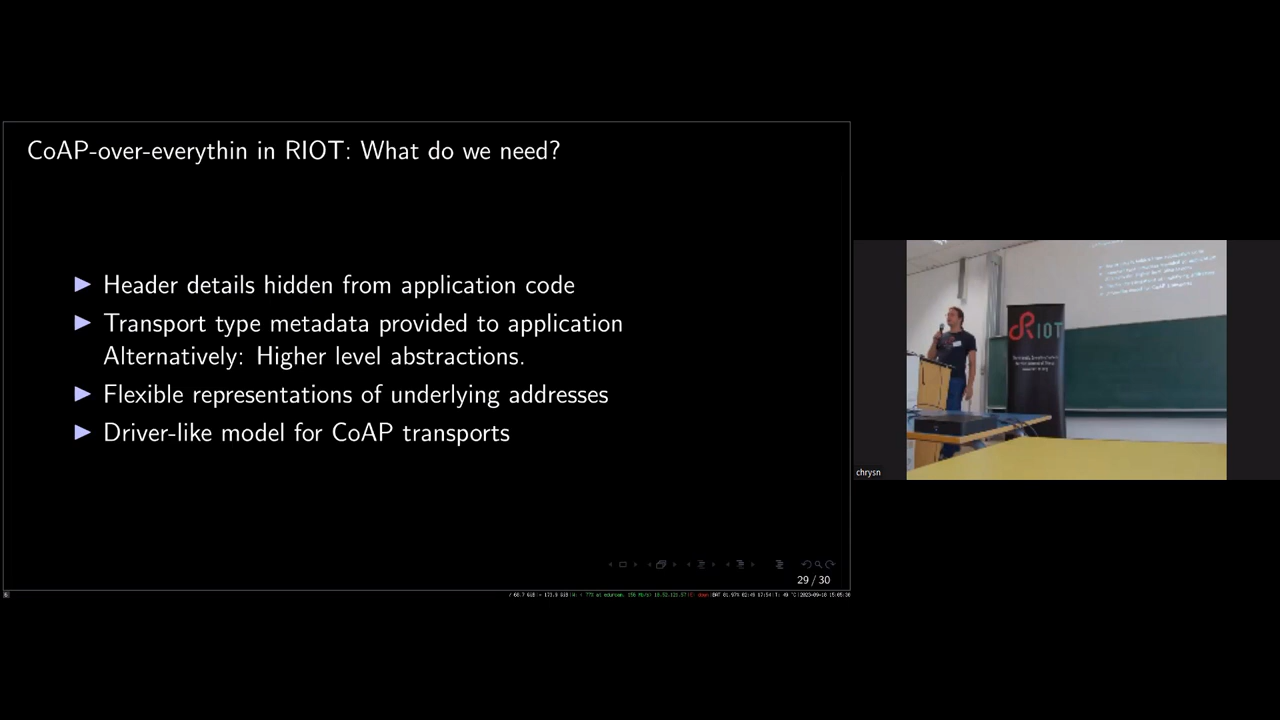 CoAP-over-everythin in RIOT: What do we need?
Header details hidden from application code
Transport type metadata provided to application
Alternatively: Higher level abstractions.
Flexible representations of underlying addresses
Driver-like model for CoAP transports
29 / 30
RIOT
chrysn